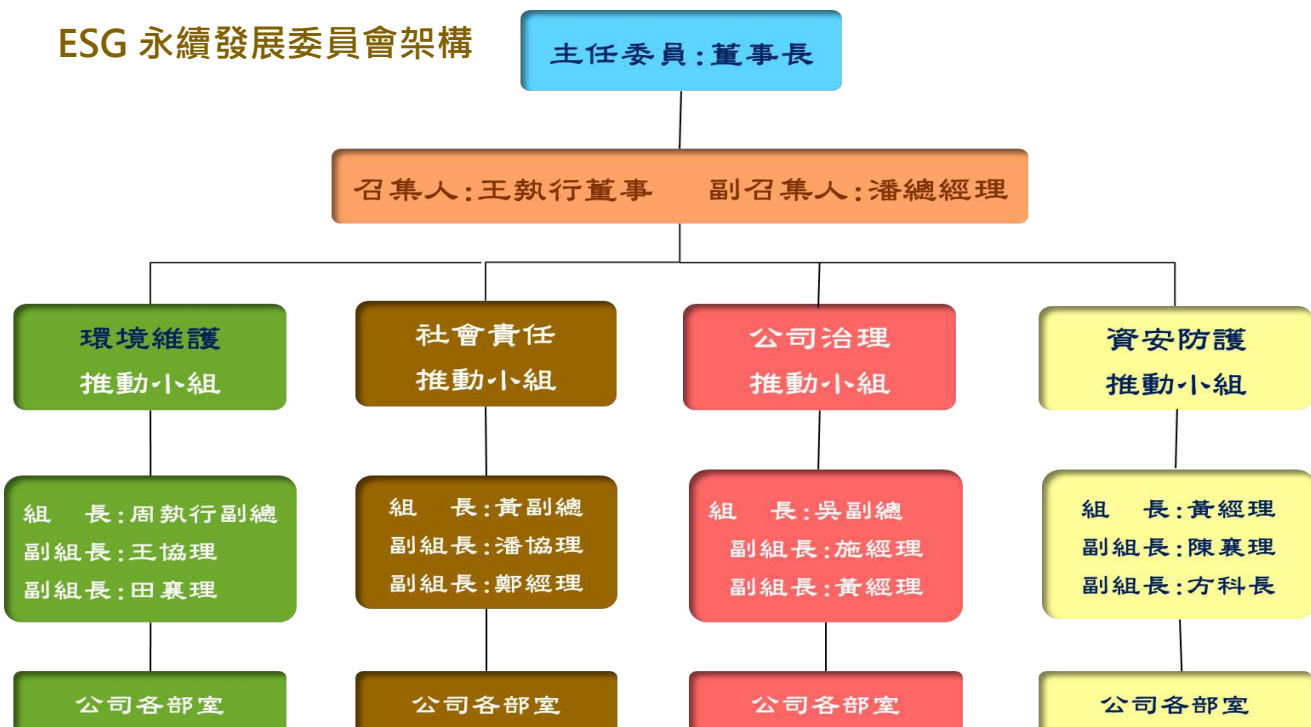 ESG 永續發展委員會架構
主任委員:董事長
召集人:王執行董事 副召集人:潘總經理
環境維護
推動小組
社會責任
推動小組
公司治理
推動小組
資安防護
推動小組
組 長:周執行副總
副組長:王協理
副組長:田襄理
組 長:黃副總
副組長:潘協理
副組長:鄭經理
組 長:吳副總
副組長:施經理
副組長:黃經理
組 長:黃經理
副組長:陳襄理
副組長:方科長
公司各部室
公司各部室
公司各部室
公司各部室